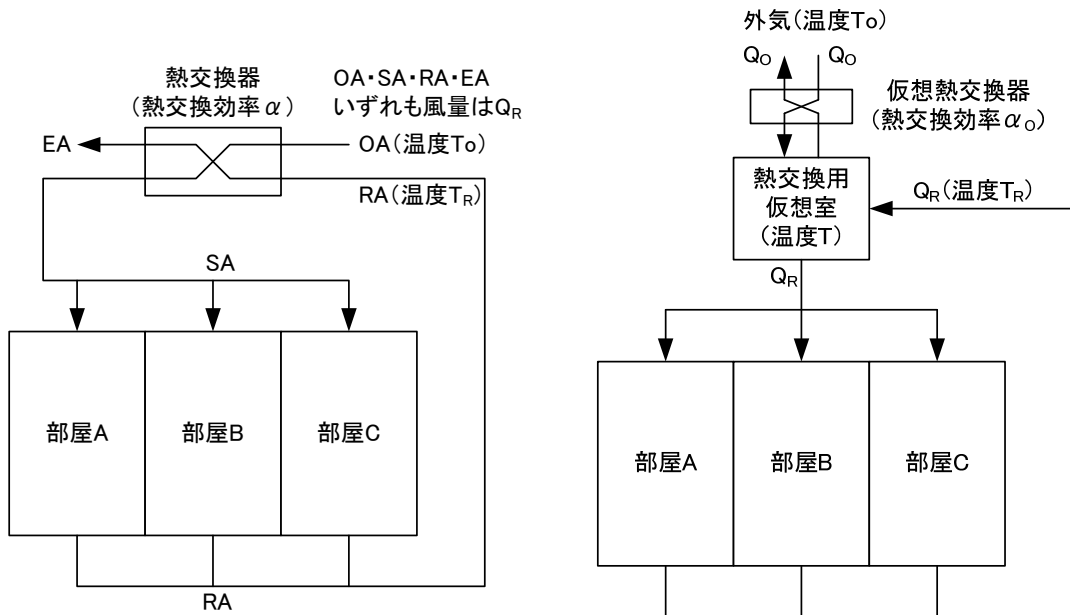 熱交換器
(熱交換効率α)
OA・SA・RA・EA
いずれも風量はQR
EA
OA(温度To)
RA(温度TR)
SA
部屋A
部屋B
部屋C
RA
外気(温度To)
QO
QO
仮想熱交換器
(熱交換効率αO)
熱交換用
仮想室
(温度T)
QR(温度TR)
QR
部屋A
部屋B
部屋C